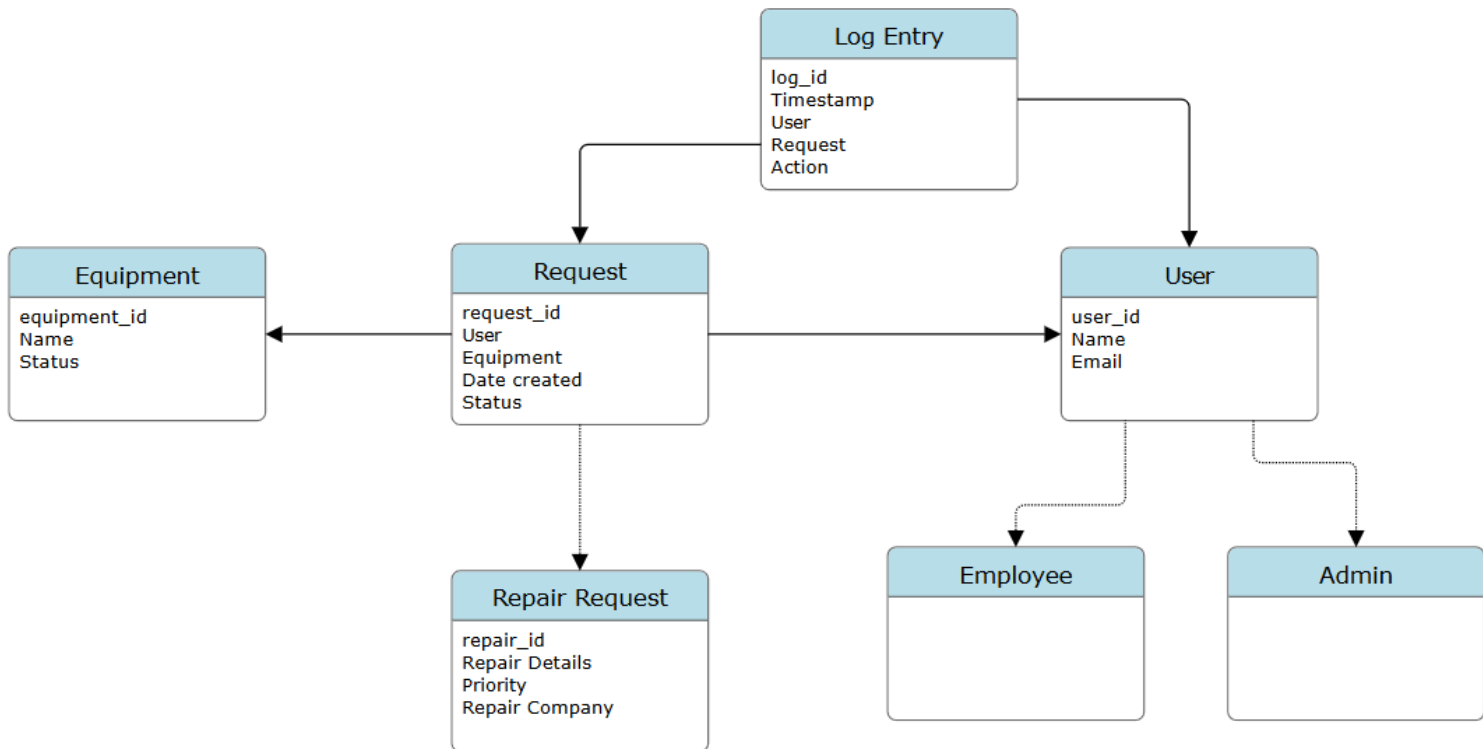 Log Entry
log_id
Timestamp
User
Request
Action
Equipment
equipment_id
Name
Status
Request
request_id
User
Equipment
Date created
Status
User
user_id
Name
Email
Repair Request
repair_id
Repair Details
Priority
Repair Company
Employee
Admin